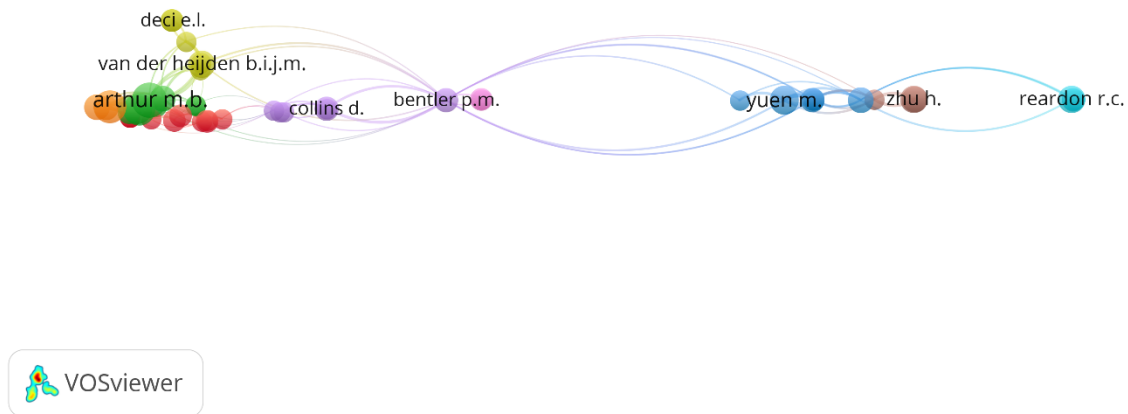 deci e.l.
van der heijden b.i.j.m.
arthur m.b.
collins d.
bentler p.m.
yuen m.
zhu h.
reardon r.c.
VOSviewer